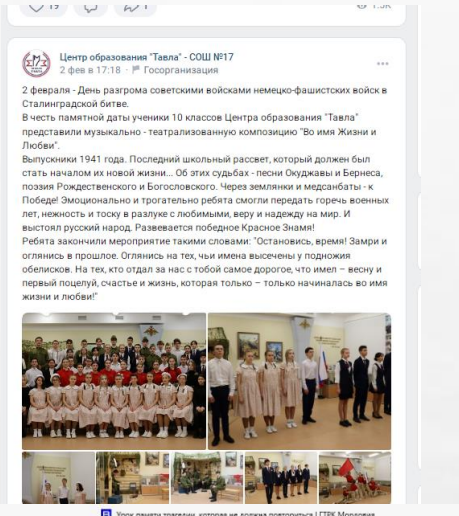 19
1
1.5K
Центр образования "Тавла" - СОШ №17
2 фев в 17:18 · Госорганизация
2 февраля - День разгрома советскими войсками немецко-фашистских войск в
Сталинградской битве.
В честь памятной даты ученики 10 классов Центра образования "Тавла"
представили музыкально - театрализованную композицию "Во имя Жизни и
Любви".
Выпускники 1941 года. Последний школьный рассвет, который должен был
стать началом их новой жизни... Об этих судьбах - песни Окуджавы и Бернеса,
поэзия Рождественского и Богословского. Через землянки и медсанбаты - к
Победе! Эмоционально и трогательно ребята смогли передать горечь военных
лет, нежность и тоску в разлуке с любимыми, веру и надежду на мир. И
выстоял русский народ. Развевается победное Красное Знамя!
Ребята закончили мероприятие такими словами: "Остановись, время! Замри и
оглянись в прошлое. Оглянись на тех, чьи имена высечены у подножия
обелисков. На тех, кто отдал за нас с тобой самое дорогое, что имел – весну и
первый поцелуй, счастье и жизнь, которая только – только начиналась во имя
жизни и любви!"
Урок памяти трагедии, которая не должна повториться | ГТРК Мордовия